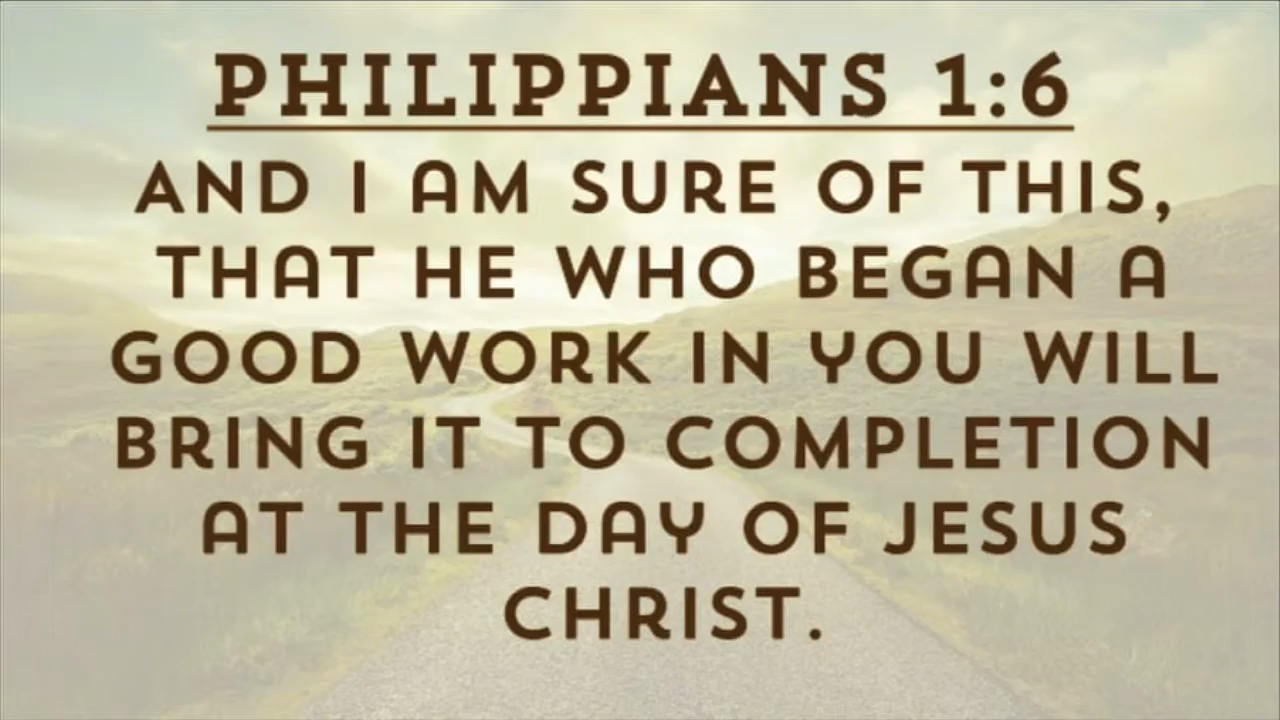 PHILIPPIANS 1:6
AND I AM SURE OF THIS,
THAT HE WHO BEGAN A
GOOD WORK IN YOU WILL
BRING IT TO COMPLETION
AT THE DAY OF JESUS
CHRIST.